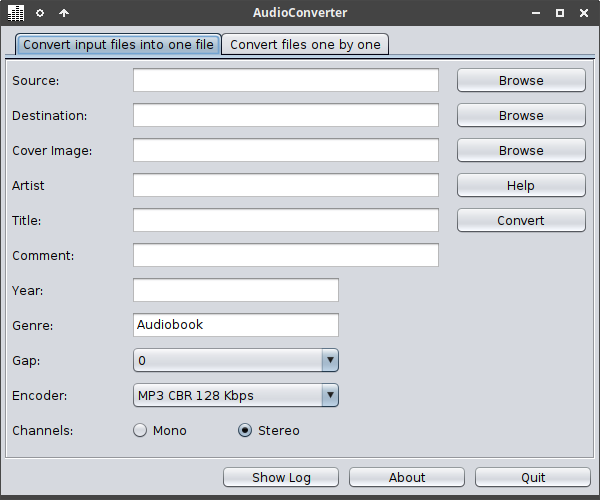 AudioConverter
Convert input files into one file
Convert files one by one
Source:
Browse
Destination:
Browse
Cover Image:
Browse
Artist
Help
Title:
Convert
Comment:
Year:
Genre:
Audiobook
Gap:
0
Encoder:
MP3 CBR 128 Kbps
Channels:
Mono
Stereo
Show Log
About
Quit